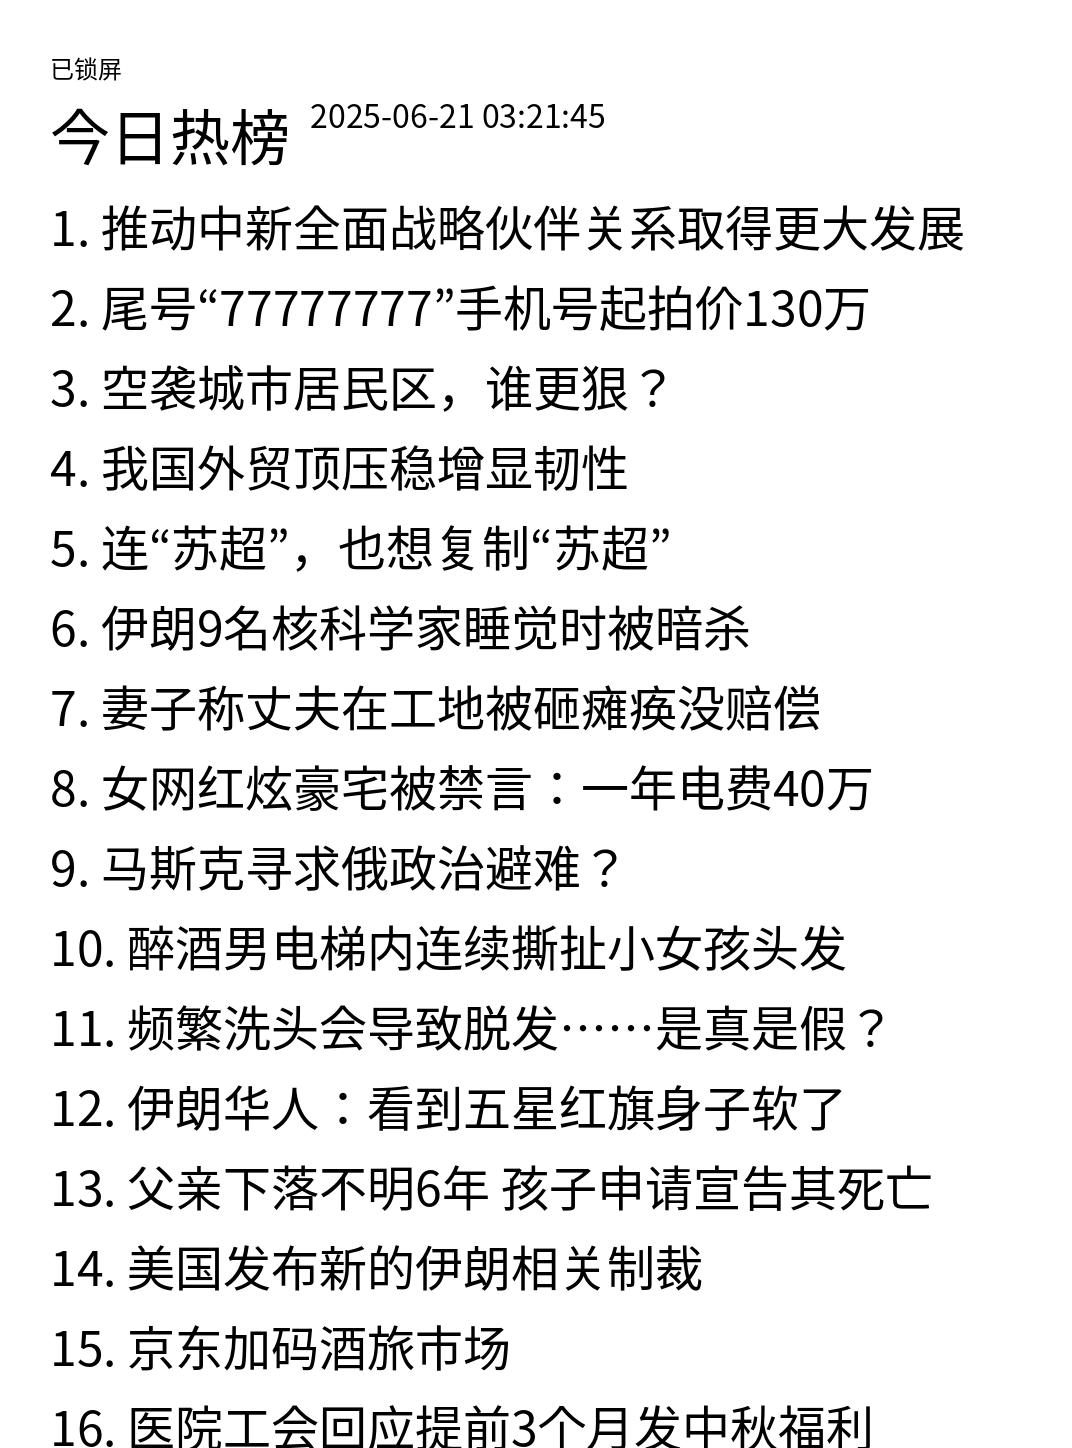 已锁屏
今日热榜 2025-06-21 03:21:45
1. 推动中新全面战略伙伴关系取得更大发展
2. 尾号“77777777”手机号起拍价130万
3. 空袭城市居民区，谁更狠？
4. 我国外贸顶压稳增显韧性
5. 连“苏超”，也想复制“苏超”
6. 伊朗9名核科学家睡觉时被暗杀
7. 妻子称丈夫在工地被砸瘫痪没赔偿
8. 女网红炫豪宅被禁言：一年电费40万
9. 马斯克寻求俄政治避难？
10. 醉酒男电梯内连续撕扯小女孩头发
11. 频繁洗头会导致脱发……是真是假？
12. 伊朗华人：看到五星红旗身子软了
13. 父亲下落不明6年 孩子申请宣告其死亡
14. 美国发布新的伊朗相关制裁
15. 京东加码酒旅市场
16. 医院工会回应提前3个月发中秋福利